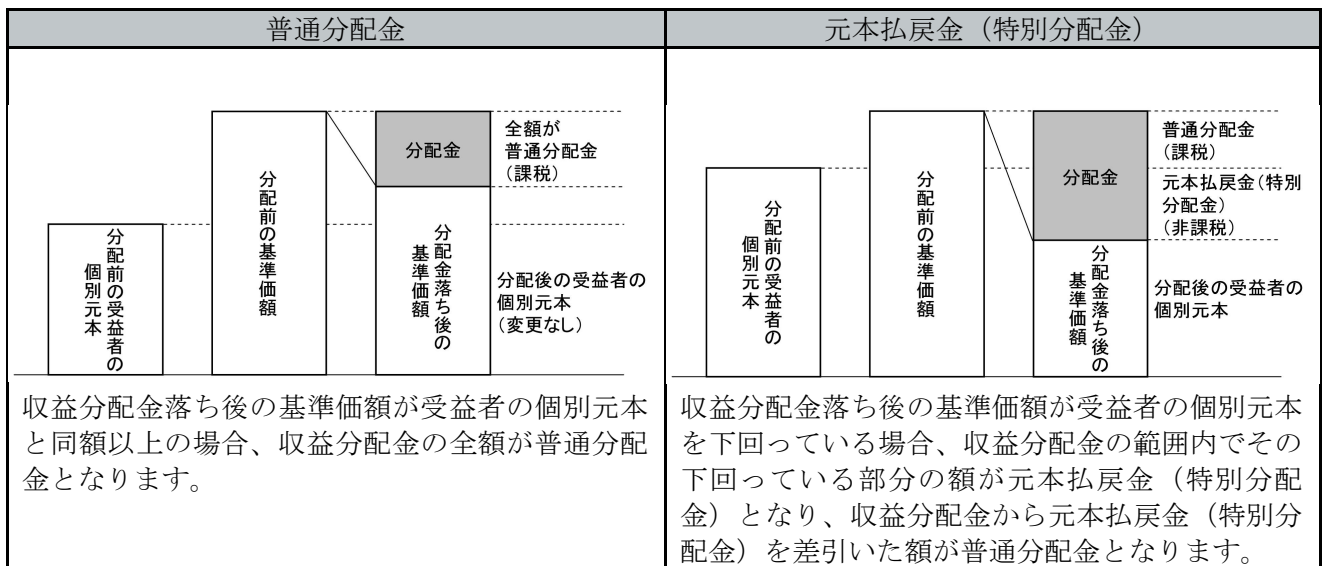 普通分配金
分配前の受益者の
個別元本
分配前の基準価額
分配金
分配金落ち後の
基準価額
全額が
普通分配金
(課税)
分配後の受益者の
個別元本
(変更なし)
収益分配金落ち後の基準価額が受益者の個別元本
と同額以上の場合、収益分配金の全額が普通分配
金となります。
元本払戻金（特別分配金）
分配前の受益者の
個別元本
分配前の基準価額
分配金
分配金落ち後の
基準価額
普通分配金
(課税)
元本払戻金(特別
分配金)
(非課税)
分配後の受益者の
個別元本
収益分配金落ち後の基準価額が受益者の個別元本
を下回っている場合、収益分配金の範囲内でその
下回っている部分の額が元本払戻金（特別分配
金）となり、収益分配金から元本払戻金（特別分
配金）を差引いた額が普通分配金となります。